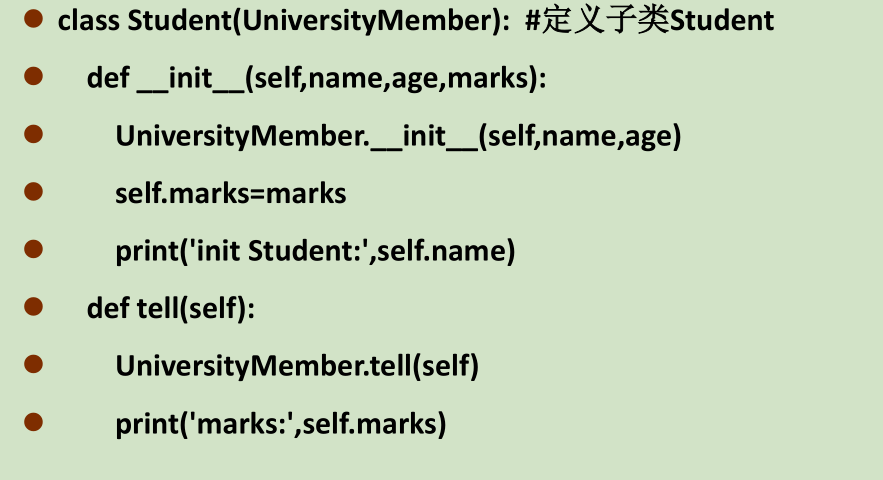 class Student(UniversityMember): #定义子类Student
def __init__(self,name,age,marks):
UniversityMember.__init__(self,name,age)
self.marks=marks
print('init Student:',self.name)
def tell(self):
UniversityMember.tell(self)
print('marks:',self.marks)